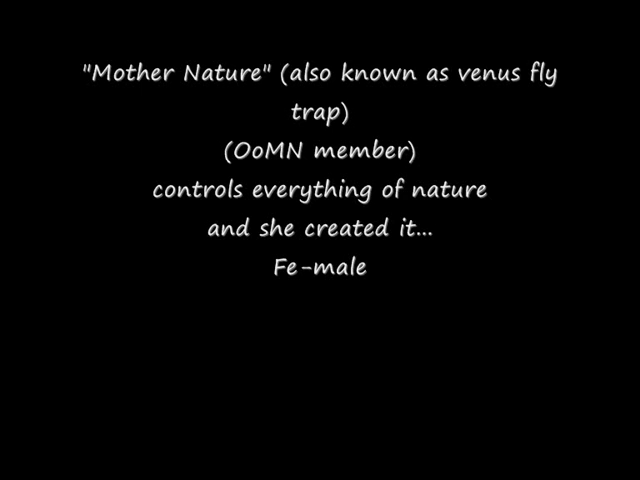 "Mother Nature" (also known as venus fly
trap)
(OoMN member)
controls everything of nature
and she created it...
Fe-male